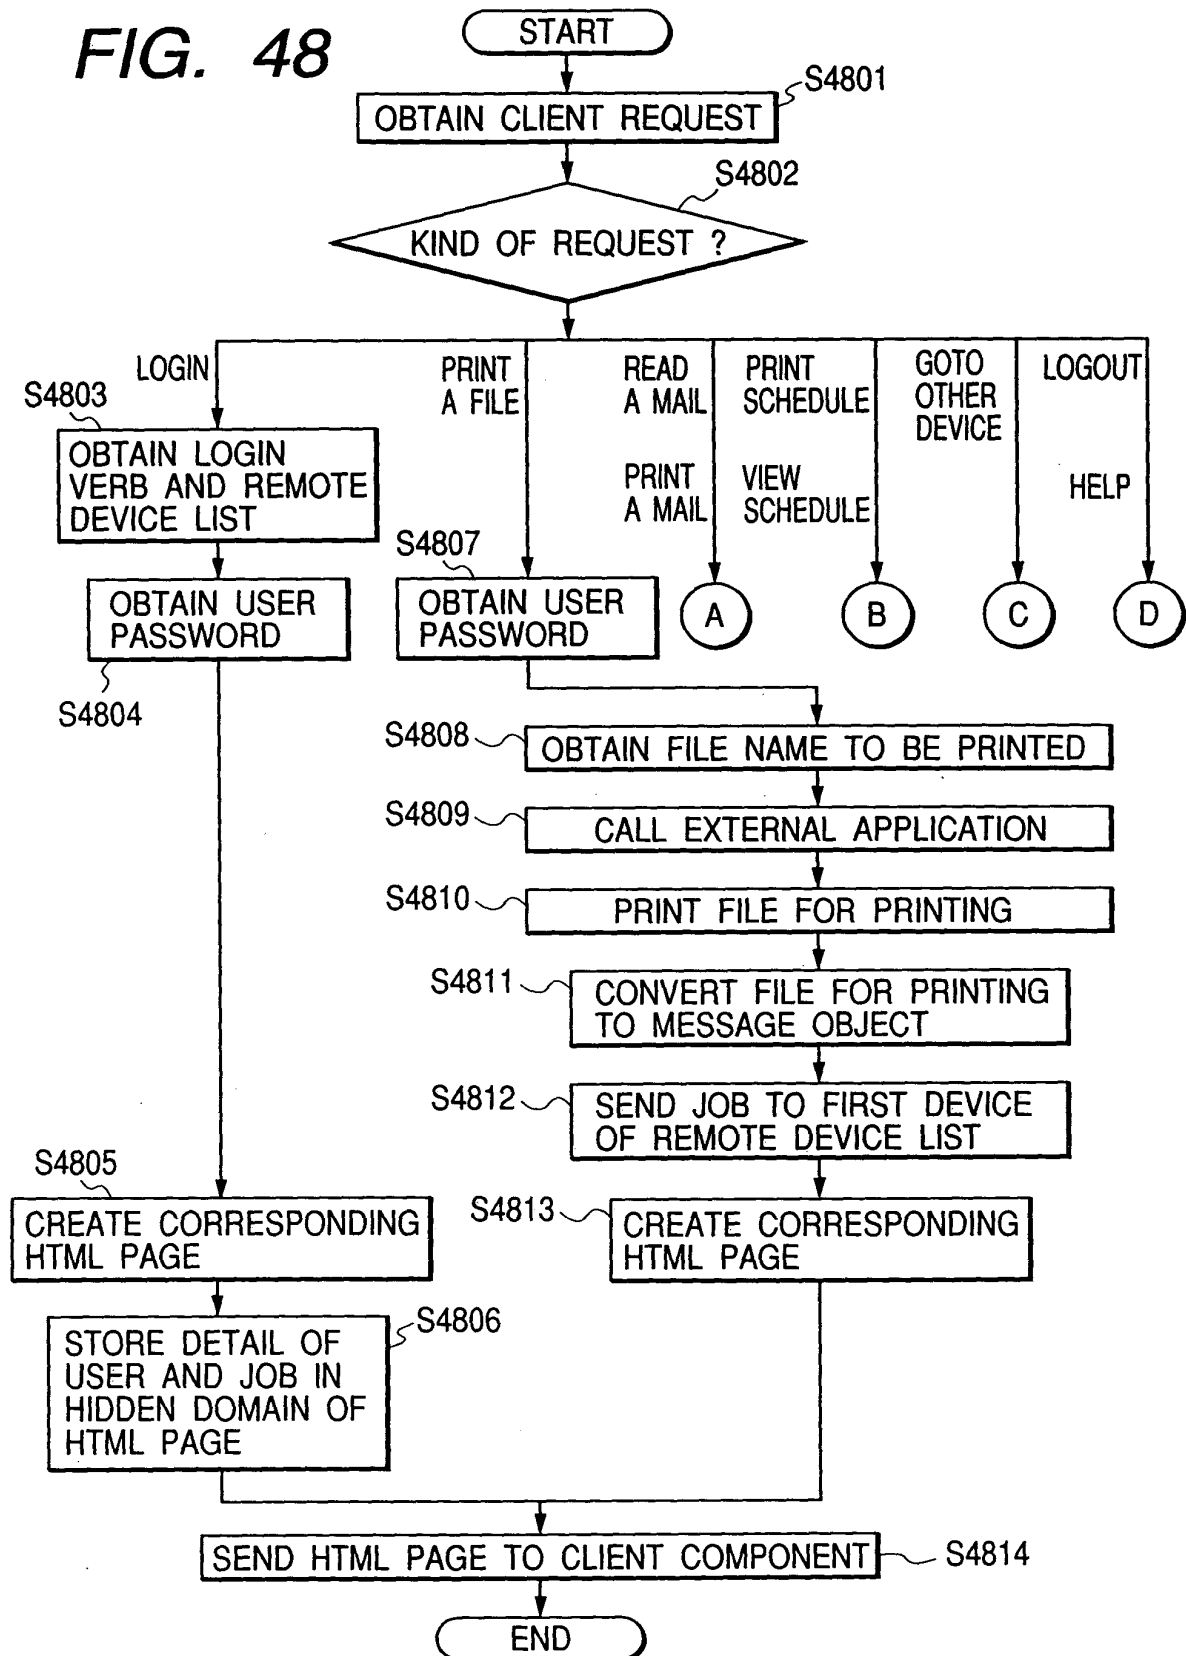 FIG. 48
START
S4801
OBTAIN CLIENT REQUEST
S4802
KIND OF REQUEST ?
LOGIN
PRINT
A FILE
READ
A MAIL
PRINT
A MAIL
PRINT
SCHEDULE
VIEW
SCHEDULE
GOTO
OTHER
DEVICE
LOGOUT
HELP
S4803
OBTAIN LOGIN
VERB AND REMOTE
DEVICE LIST
S4804
OBTAIN USER
PASSWORD
S4807
OBTAIN USER
PASSWORD
A
B
C
D
S4808
OBTAIN FILE NAME TO BE PRINTED
S4809
CALL EXTERNAL APPLICATION
S4810
PRINT FILE FOR PRINTING
S4811
CONVERT FILE FOR PRINTING
TO MESSAGE OBJECT
S4812
SEND JOB TO FIRST DEVICE
OF REMOTE DEVICE LIST
S4805
CREATE CORRESPONDING
HTML PAGE
S4813
CREATE CORRESPONDING
HTML PAGE
S4806
STORE DETAIL OF
USER AND JOB IN
HIDDEN DOMAIN OF
HTML PAGE
SEND HTML PAGE TO CLIENT COMPONENT
S4814
END